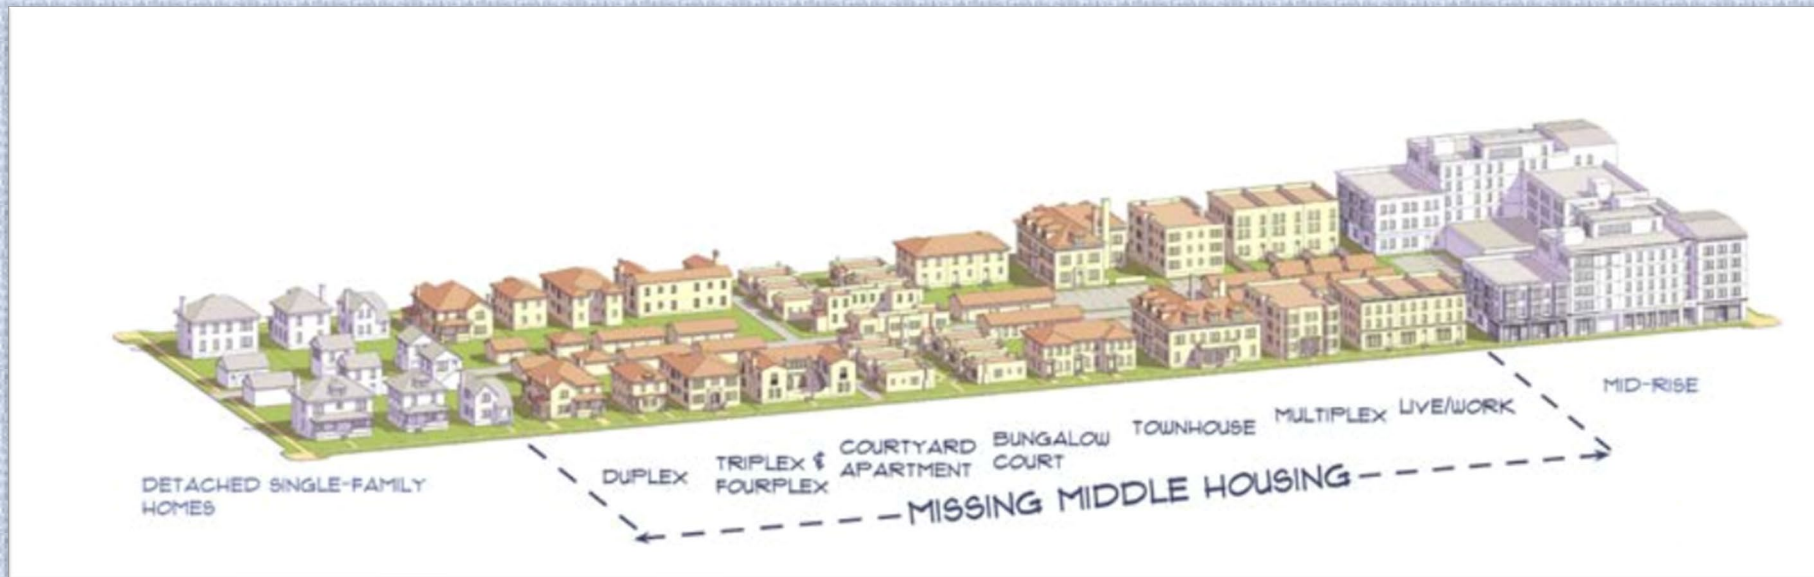 DETACHED SINGLE-FAMILY
HOMES
DUPLEX
TRIPLEX &
FOURPLEX
COURTYARD
APARTMENT
BUNGALOW
COURT
TOWNHOUSE
MULTIPLEX
LIVE/WORK
MID-RISE
MISSING MIDDLE HOUSING